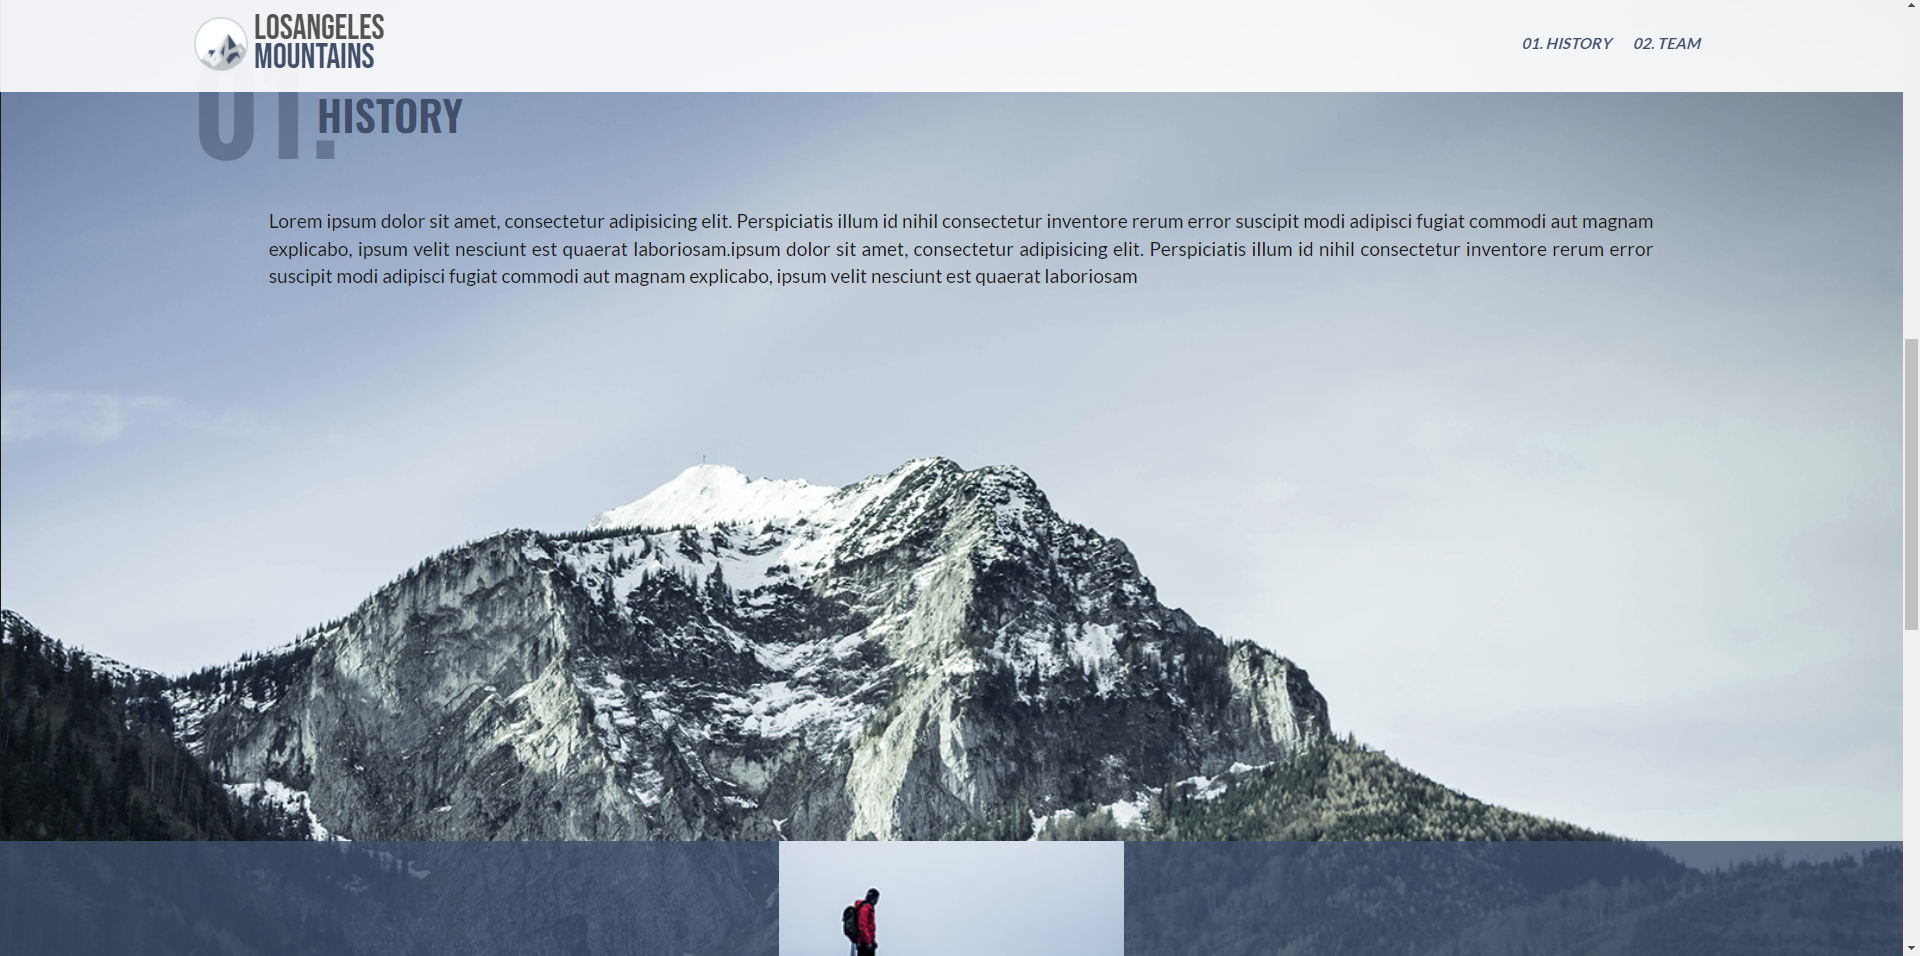 LOSANGELES
MOUNTAINS
01. HISTORY
02. TEAM
01.
HISTORY
Lorem ipsum dolor sit amet, consectetur adipisicing elit. Perspiciatis illum id nihil consectetur inventore rerum error suscipit modi adipisci fugiat commodi aut magnam
explicabo, ipsum velit nesciunt est quaerat laboriosam.ipsum dolor sit amet, consectetur adipisicing elit. Perspiciatis illum id nihil consectetur inventore rerum error
suscipit modi adipisci fugiat commodi aut magnam explicabo, ipsum velit nesciunt est quaerat laboriosam